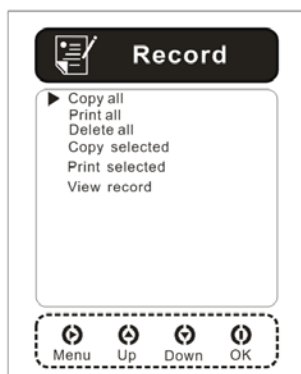 Record
Copy all
Print all
Delete all
Copy selected
Print selected
View record
Menu Up Down OK